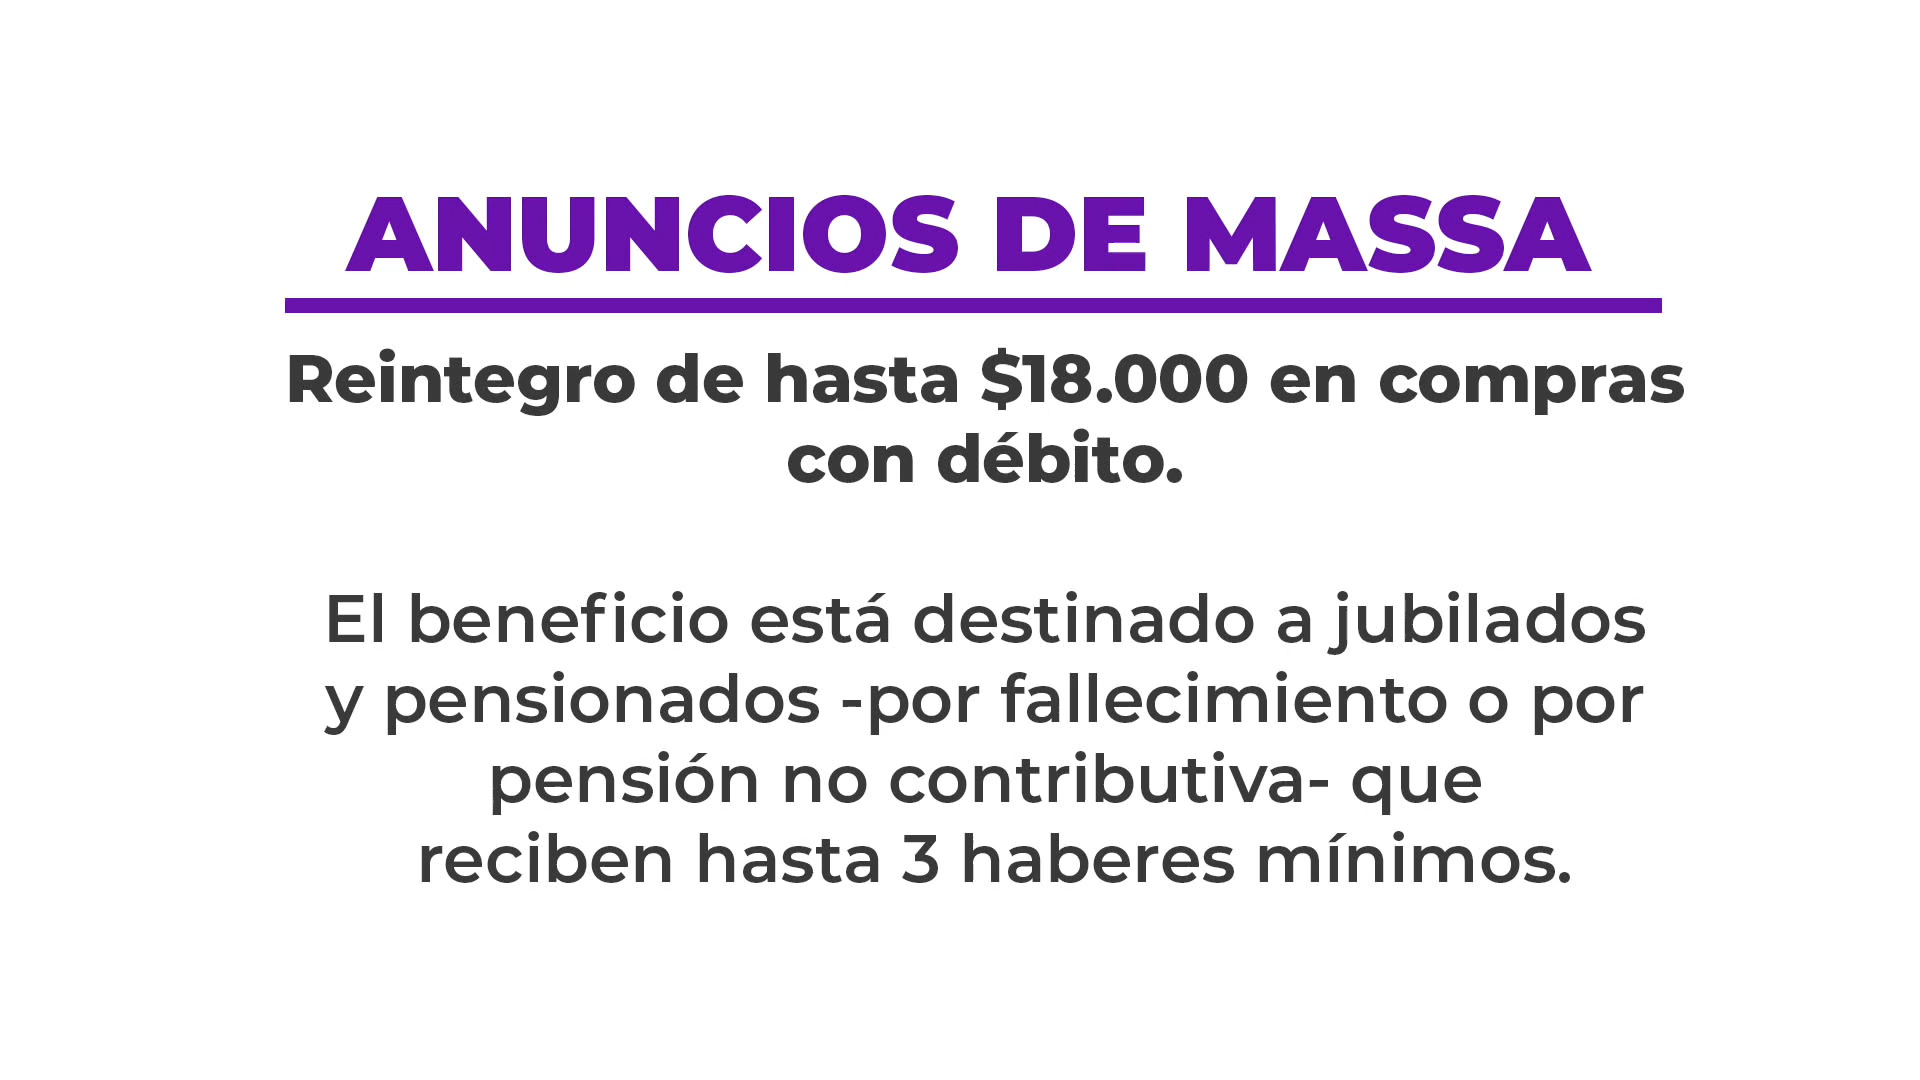 ANUNCIOS DE MASSA
Reintegro de hasta $18.000 en compras
con débito.
El beneficio está destinado a jubilados
y pensionados -por fallecimiento o por
pensión no contributiva- que
reciben hasta 3 haberes mínimos.